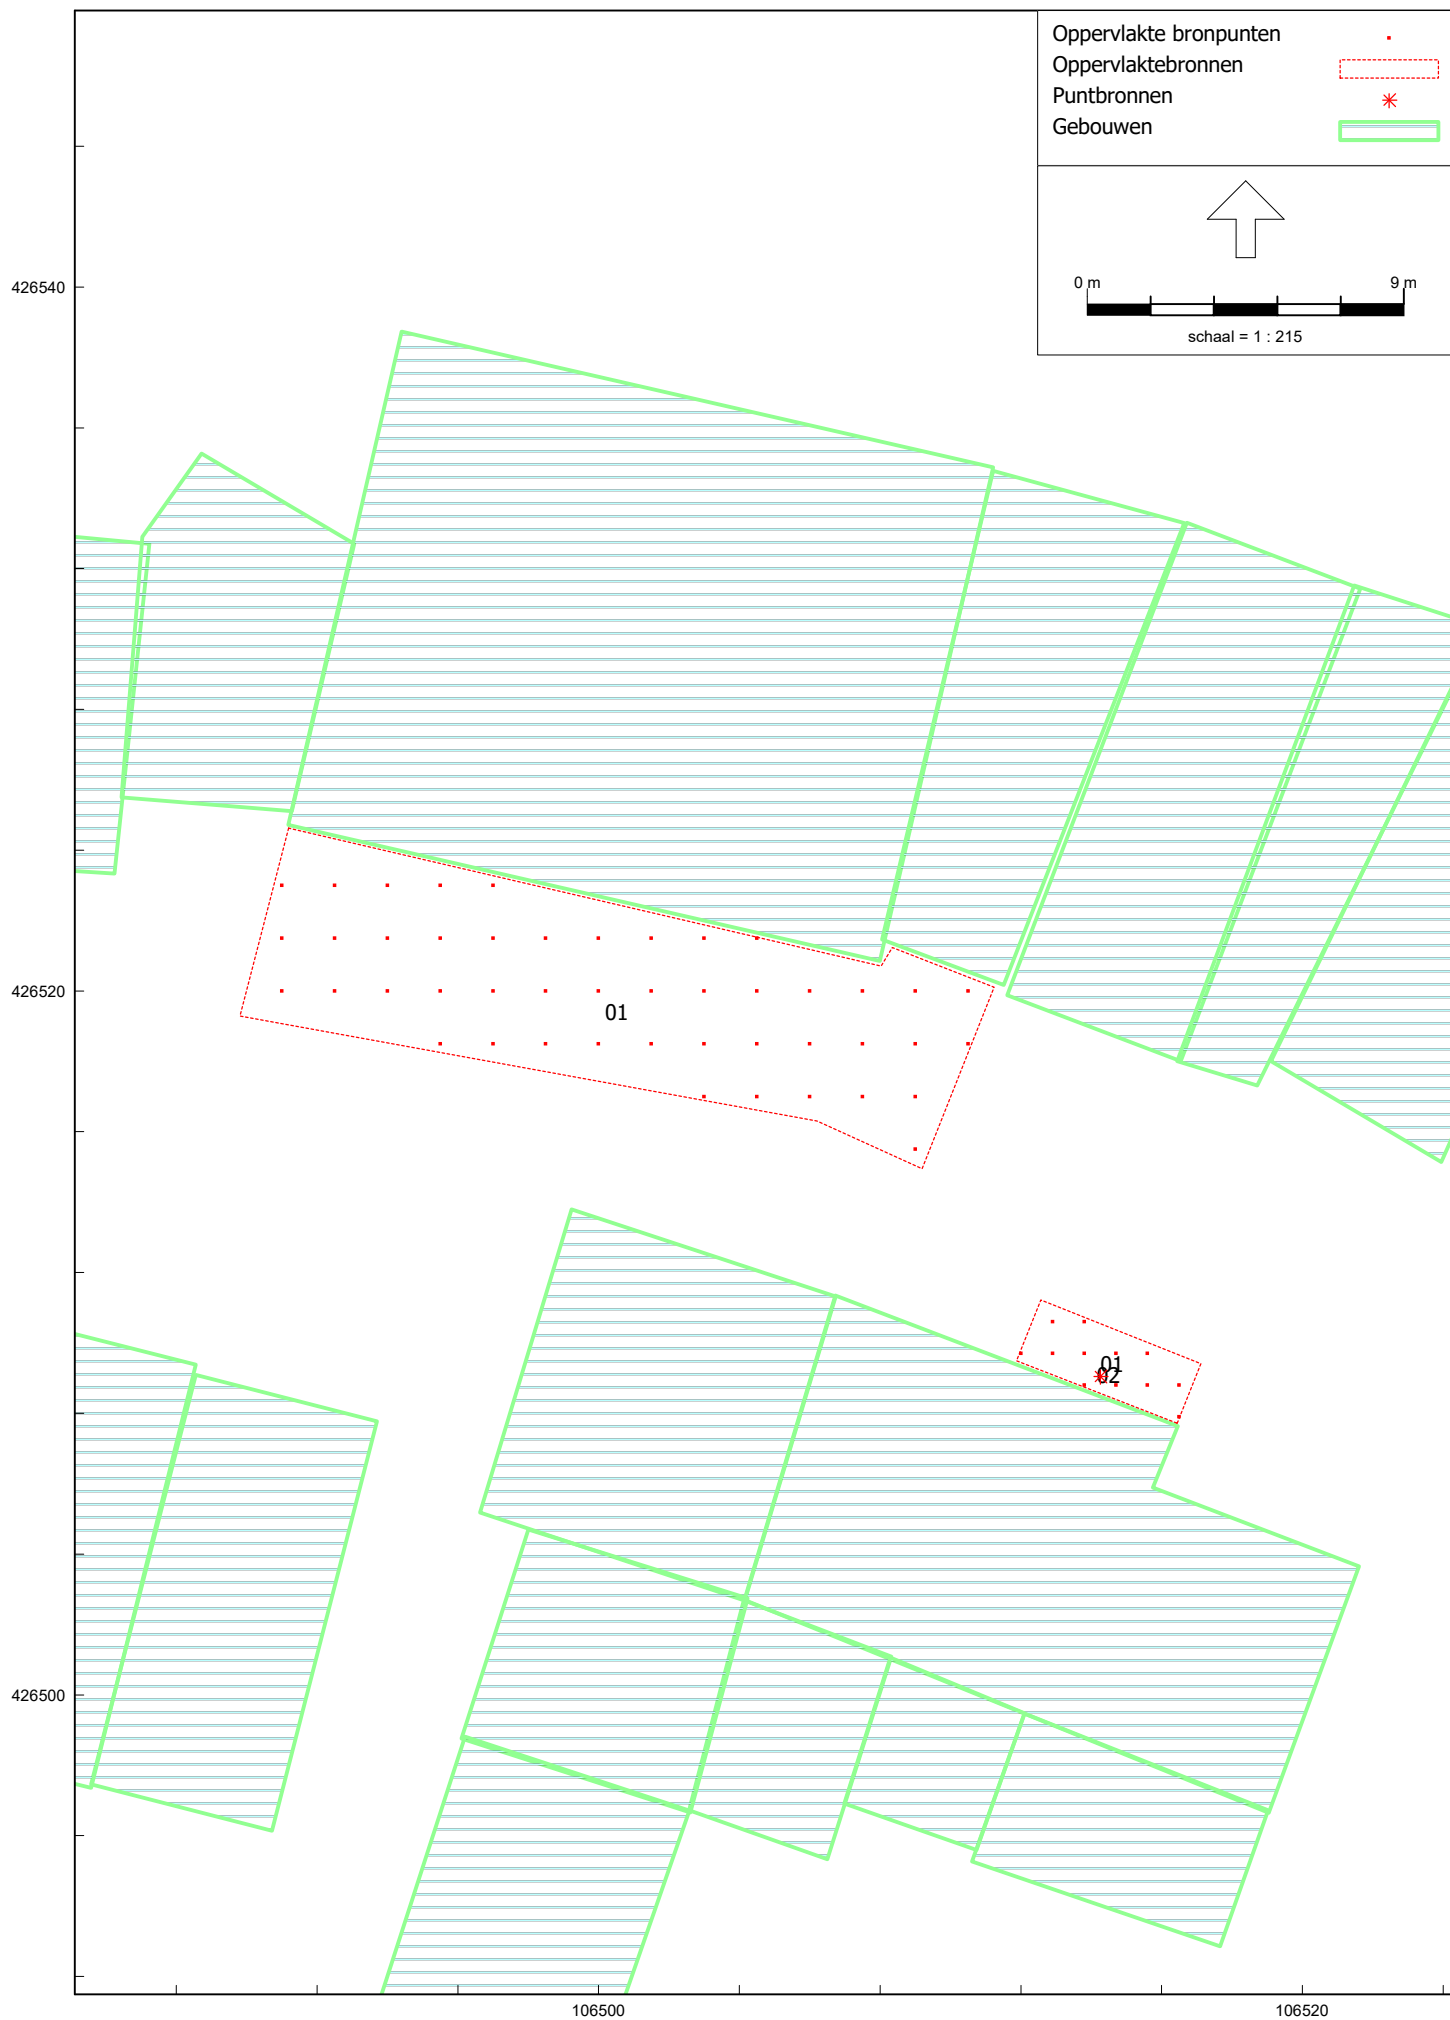 Oppervlakte bronpunten
Oppervlaktebronnen
Puntbronnen
Gebouwen
0 m 9 m
schaal = 1 : 215
426540
426520
01
01
02
426500
106500 106520